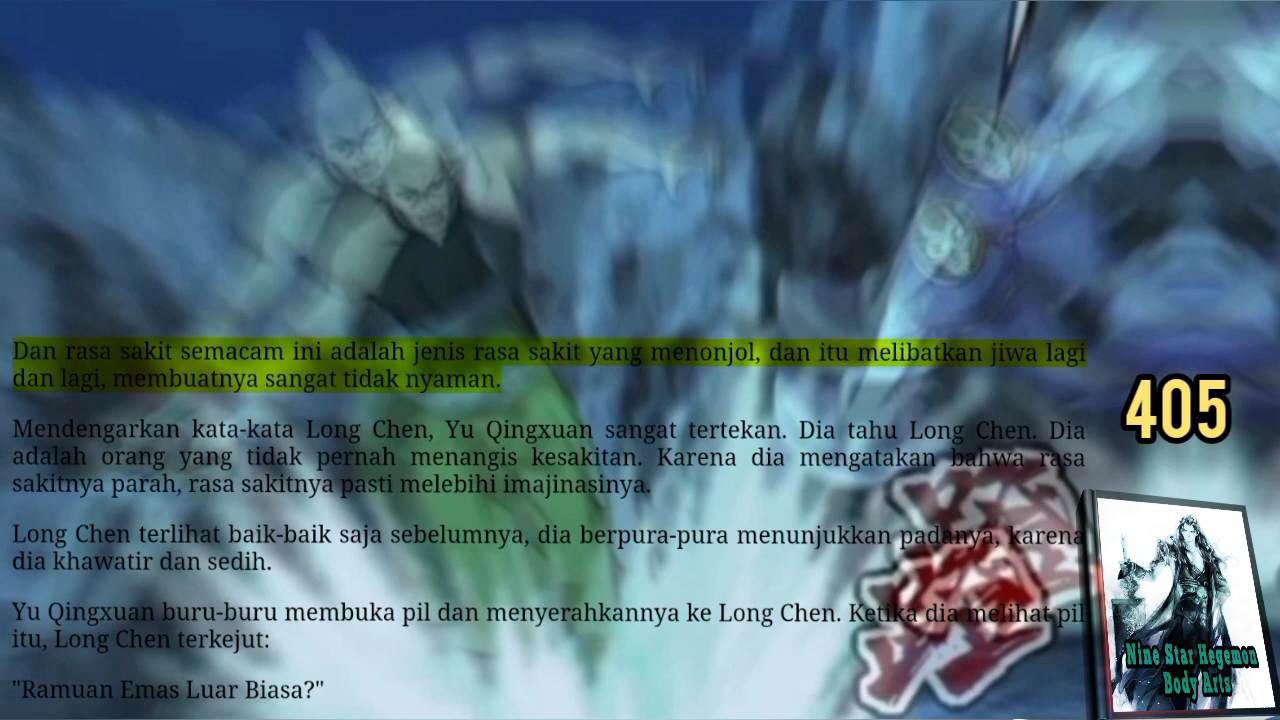 Dan rasa sakit semacam ini adalah jenis rasa sakit yang menonjol, dan itu melibatkan jiwa lagi
dan lagi, membuatnya sangat tidak nyaman.
Mendengarkan kata-kata Long Chen, Yu Qingxuan sangat tertekan. Dia tahu Long Chen. Dia
adalah orang yang tidak pernah menangis kesakitan. Karena dia mengatakan bahwa rasa
sakitnya parah, rasa sakitnya pasti melebihi imajinasinya.
Long Chen terlihat baik-baik saja sebelumnya, dia berpura-pura menunjukkan padanya, karena
dia khawatir dan sedih.
Yu Qingxuan buru-buru membuka pil dan menyerahkannya ke Long Chen. Ketika dia melihat pil
itu, Long Chen terkejut:
"Ramuan Emas Luar Biasa?"
405
Nine Star Hegemon
Body Arts